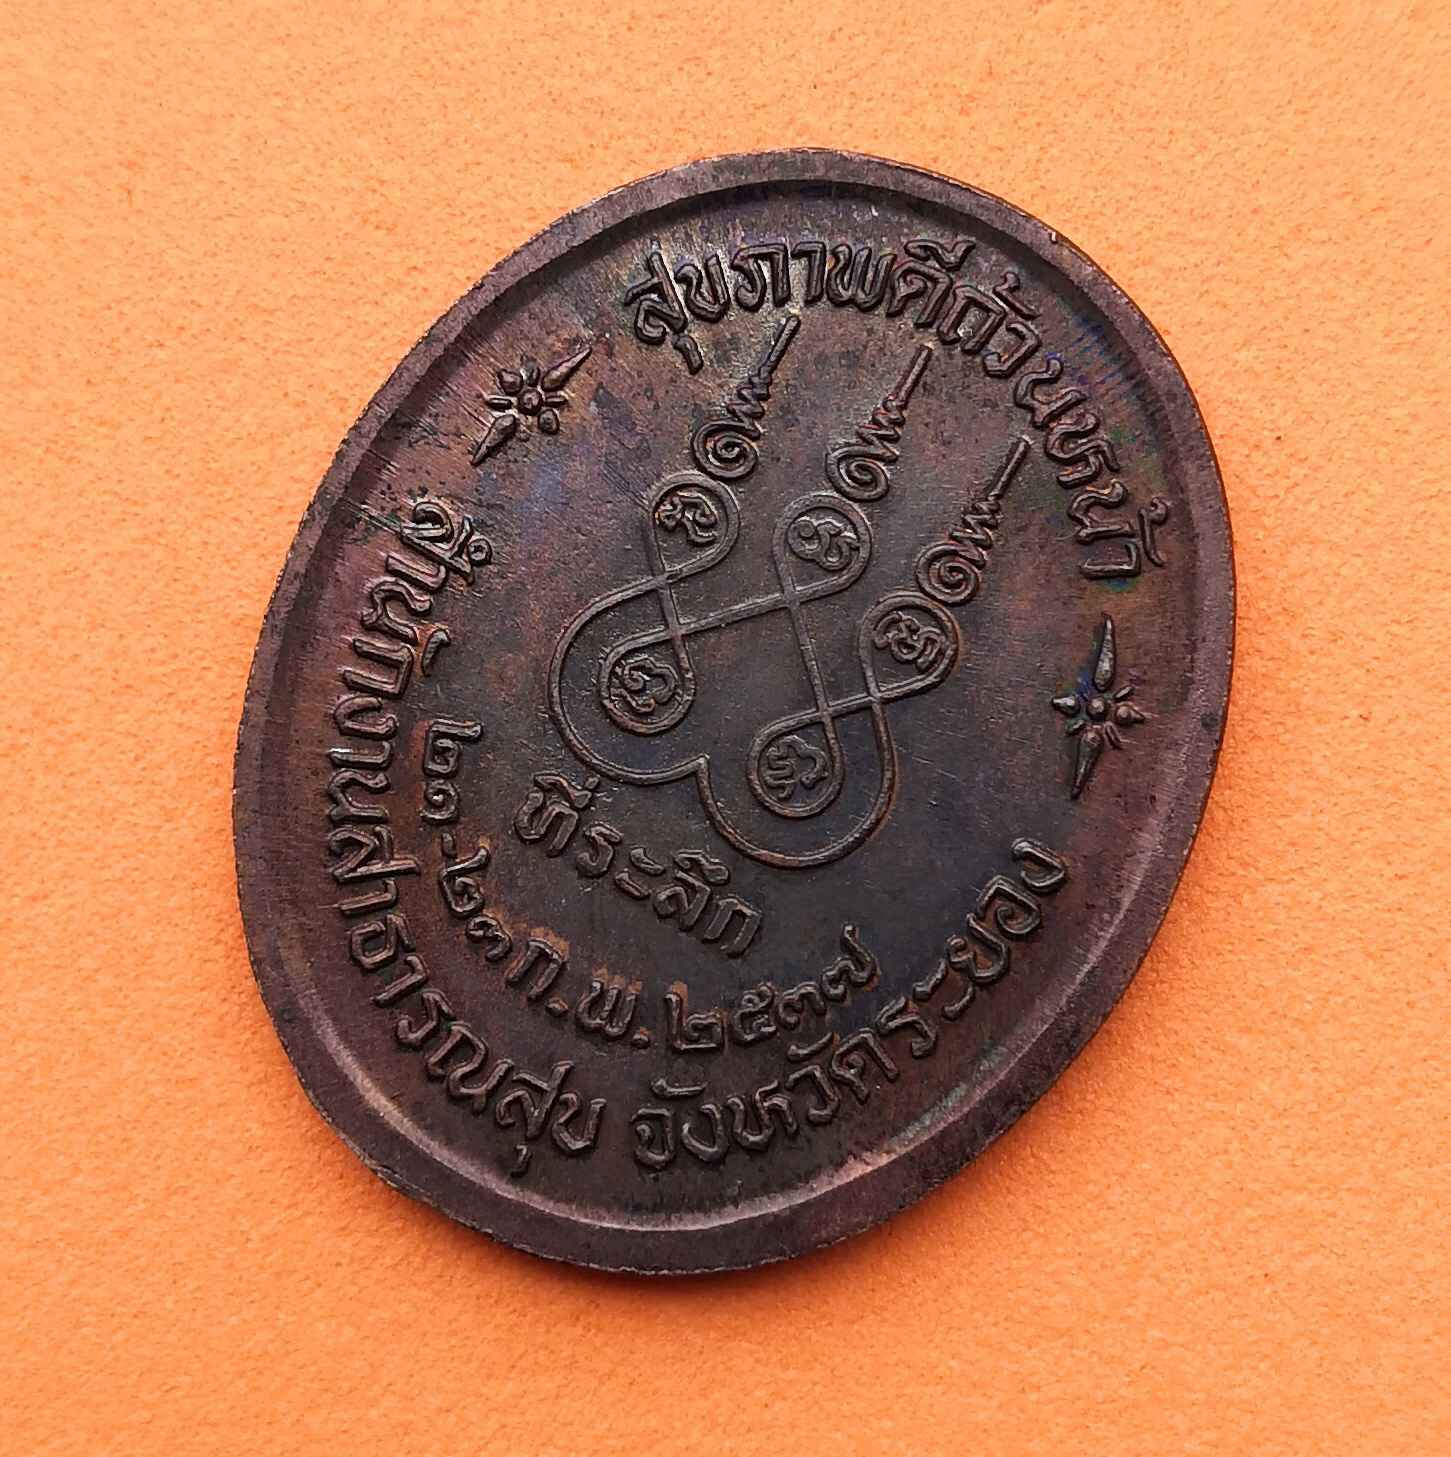 สุขภาพดีถ้วนหน้า
ที่ระลึก
๒๑-๒๓ ก.พ. ๒๕๓๗
สำนักงานสาธารณสุข จังหวัดระยอง